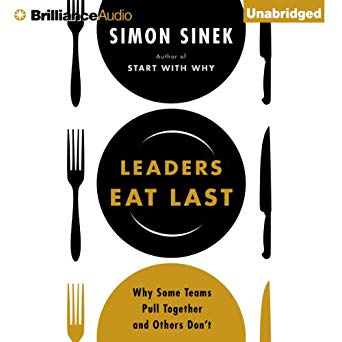 BrillianceAudio
Unabridged
SIMON SINEK
Author of
START WITH WHY
LEADERS
EAT LAST
Why Some Teams
Pull Together
and Others Don't